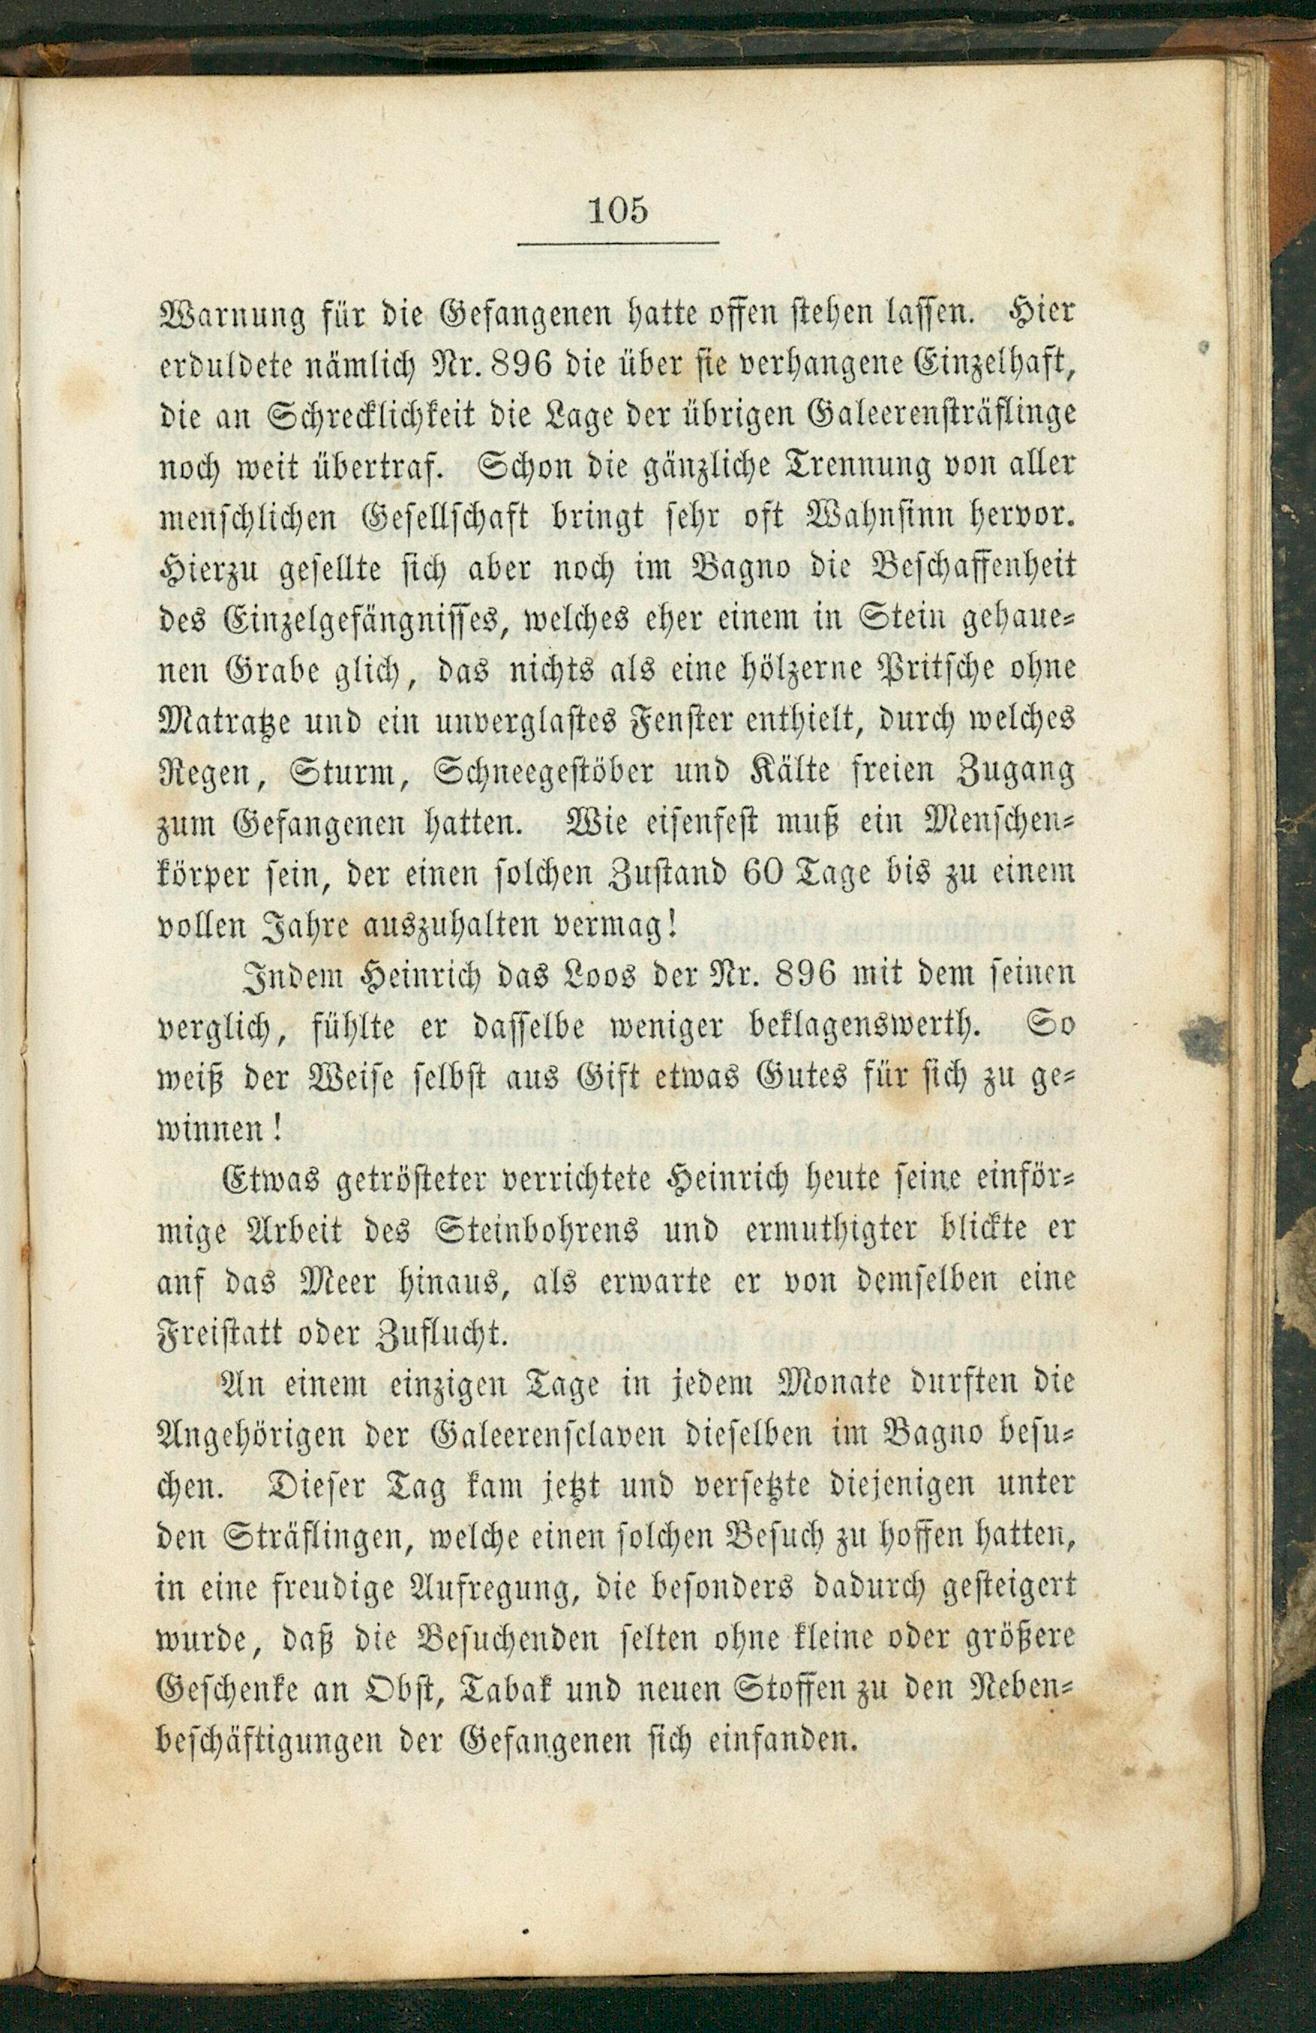 105
Warnung für die Gefangenen hatte offen stehen lassen. Hier
erduldete nämlich Nr. 896 die über sie verhangene Einzelhaft,
die an Schrecklichkeit die Lage der übrigen Galeerensträflinge
noch weit übertraf. Schon die gänzliche Trennung von aller
menschlichen Gesellschaft bringt sehr oft Wahnsinn hervor.
Hierzu gesellte sich aber noch im Bagno die Beschaffenheit
des Einzelgefängnisses, welches eher einem in Stein gehaue-
nen Grabe glich, das nichts als eine hölzerne Pritsche ohne
Matratze und ein unverglastes Fenster enthielt, durch welches
Regen, Sturm, Schneegestöber und Kälte freien Zugang
zum Gefangenen hatten. Wie eisenfest muß ein Menschen-
körper sein, der einen solchen Zustand 60 Tage bis zu einem
vollen Jahre auszuhalten vermag!
Indem Heinrich das Loos der Nr. 896 mit dem seinen
verglich, fühlte er dasselbe weniger beklagenswerth. So
weiß der Weise selbst aus Gift etwas Gutes für sich zu ge-
winnen!
Etwas getrösteter verrichtete Heinrich heute seine einför-
mige Arbeit des Steinbohrens und ermuthigter blickte er
auf das Meer hinaus, als erwarte er von demselben eine
Freistatt oder Zuflucht.
An einem einzigen Tage in jedem Monate durften die
Angehörigen der Galeerensclaven dieselben im Bagno besu-
chen. Dieser Tag kam jetzt und versetzte diejenigen unter
den Sträflingen, welche einen solchen Besuch zu hoffen hatten,
in eine freudige Aufregung, die besonders dadurch gesteigert
wurde, daß die Besuchenden selten ohne kleine oder größere
Geschenke an Obst, Tabak und neuen Stoffen zu den Neben-
beschäftigungen der Gefangenen sich einfanden.